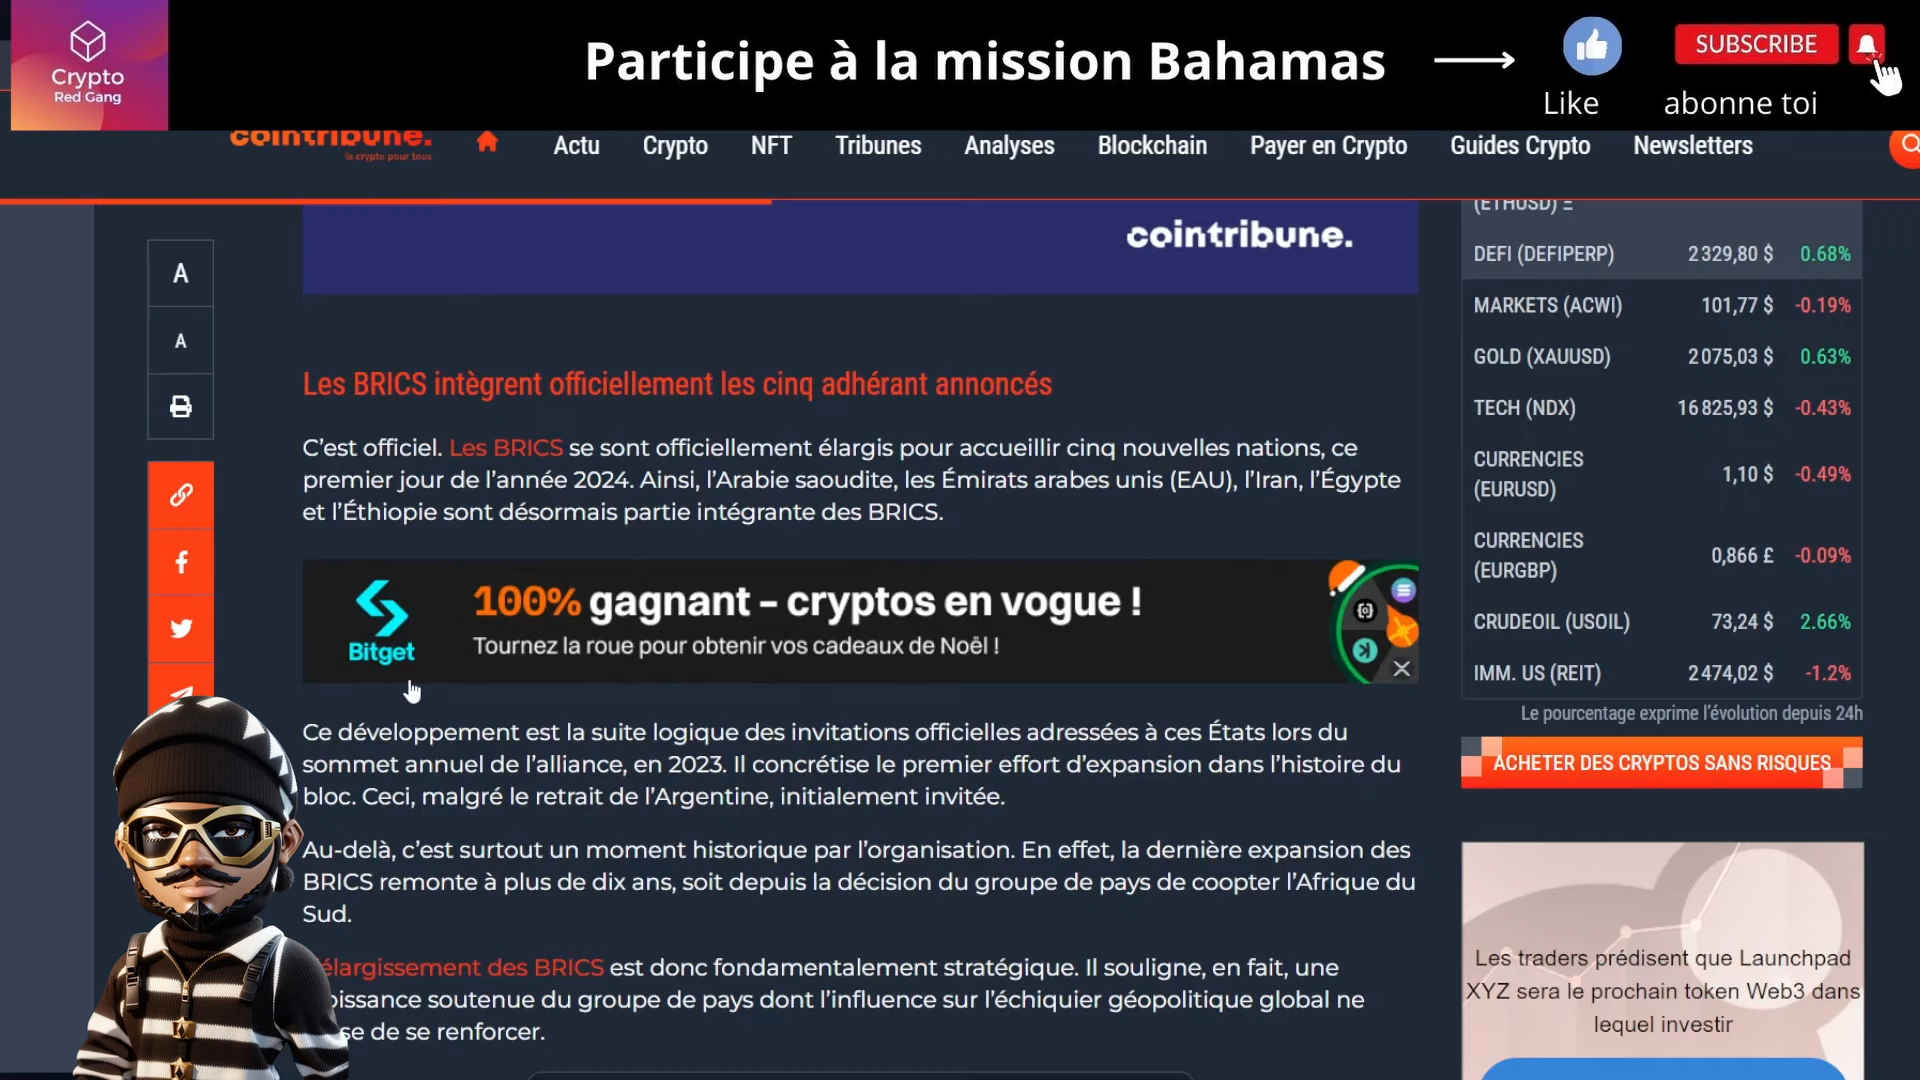 Crypto
Red Gang
Participe à la mission Bahamas
SUBSCRIBE
Like
abonne toi
cointribune.
la crypto pour tous
Actu
Crypto
NFT
Tribunes
Analyses
Blockchain
Payer en Crypto
Guides Crypto
Newsletters
A
A
cointribune.
Les BRICS intègrent officiellement les cinq adhérant annoncés
C'est officiel. Les BRICS se sont officiellement élargis pour accueillir cinq nouvelles nations, ce
premier jour de l'année 2024. Ainsi, l'Arabie saoudite, les Émirats arabes unis (EAU), l'Iran, l'Égypte
et l'Éthiopie sont désormais partie intégrante des BRICS.
Bitget
100% gagnant – cryptos en vogue !
Tournez la roue pour obtenir vos cadeaux de Noël !
Ce développement est la suite logique des invitations officielles adressées à ces États lors du
sommet annuel de l'alliance, en 2023. Il concrétise le premier effort d'expansion dans l'histoire du
bloc. Ceci, malgré le retrait de l'Argentine, initialement invitée.
Au-delà, c'est surtout un moment historique par l'organisation. En effet, la dernière expansion des
BRICS remonte à plus de dix ans, soit depuis la décision du groupe de pays de coopter l'Afrique du
Sud.
élargissement des BRICS est donc fondamentalement stratégique. Il souligne, en fait, une
oissance soutenue du groupe de pays dont l'influence sur l'échiquier géopolitique global ne
se de se renforcer.
(ETHUSD) Ξ
DEFI (DEFIPERP) 2 329,80 $ 0.68%
MARKETS (ACWI) 101,77 $ -0.19%
GOLD (XAUUSD) 2 075,03 $ 0.63%
TECH (NDX) 16 825,93 $ -0.43%
CURRENCIES
(EURUSD) 1,10 $ -0.49%
CURRENCIES
(EURGBP) 0,866 £ -0.09%
CRUDEOIL (USOIL) 73,24 $ 2.66%
IMM. US (REIT) 2 474,02 $ -1.2%
Le pourcentage exprime l'évolution depuis 24h
ACHETER DES CRYPTOS SANS RISQUES
Les traders prédisent que Launchpad
XYZ sera le prochain token Web3 dans
lequel investir